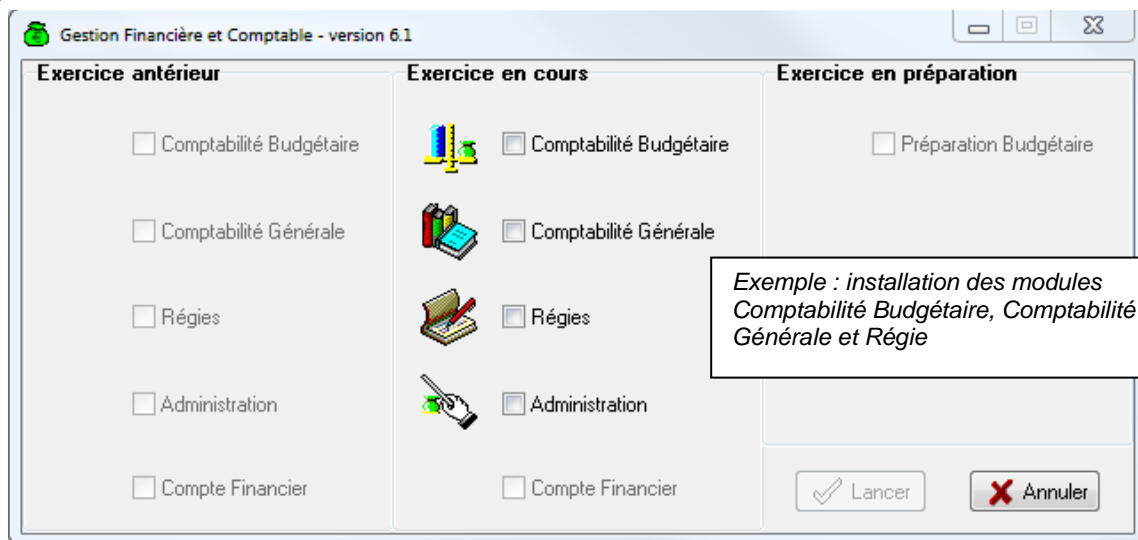 Gestion Financière et Comptable - version 6.1
Exercice antérieur
Comptabilité Budgétaire
Comptabilité Générale
Régies
Administration
Compte Financier
Exercice en cours
Comptabilité Budgétaire
Comptabilité Générale
Régies
Administration
Compte Financier
Exercice en préparation
Préparation Budgétaire
Exemple : installation des modules
Comptabilité Budgétaire, Comptabilité
Générale et Régie
Lancer
Annuler